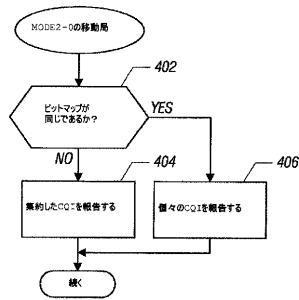 MODE2-0の移動局
402
ビットマップが
同じであるか？
YES
NO
404
406
集約したCQIを報告する
個々のCQIを報告する
続く